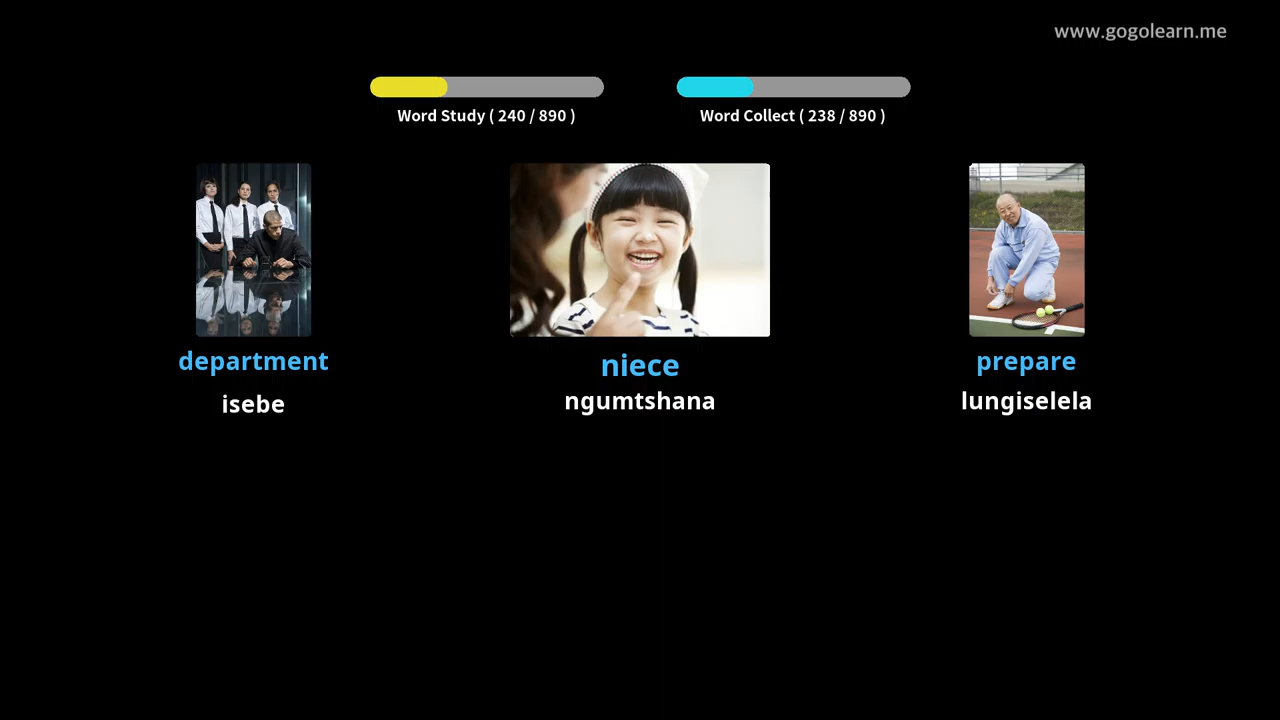 www.gogolearn.me
Word Study ( 240 / 890 )
Word Collect ( 238 / 890 )
department
isebe
niece
ngumtshana
prepare
lungiselela